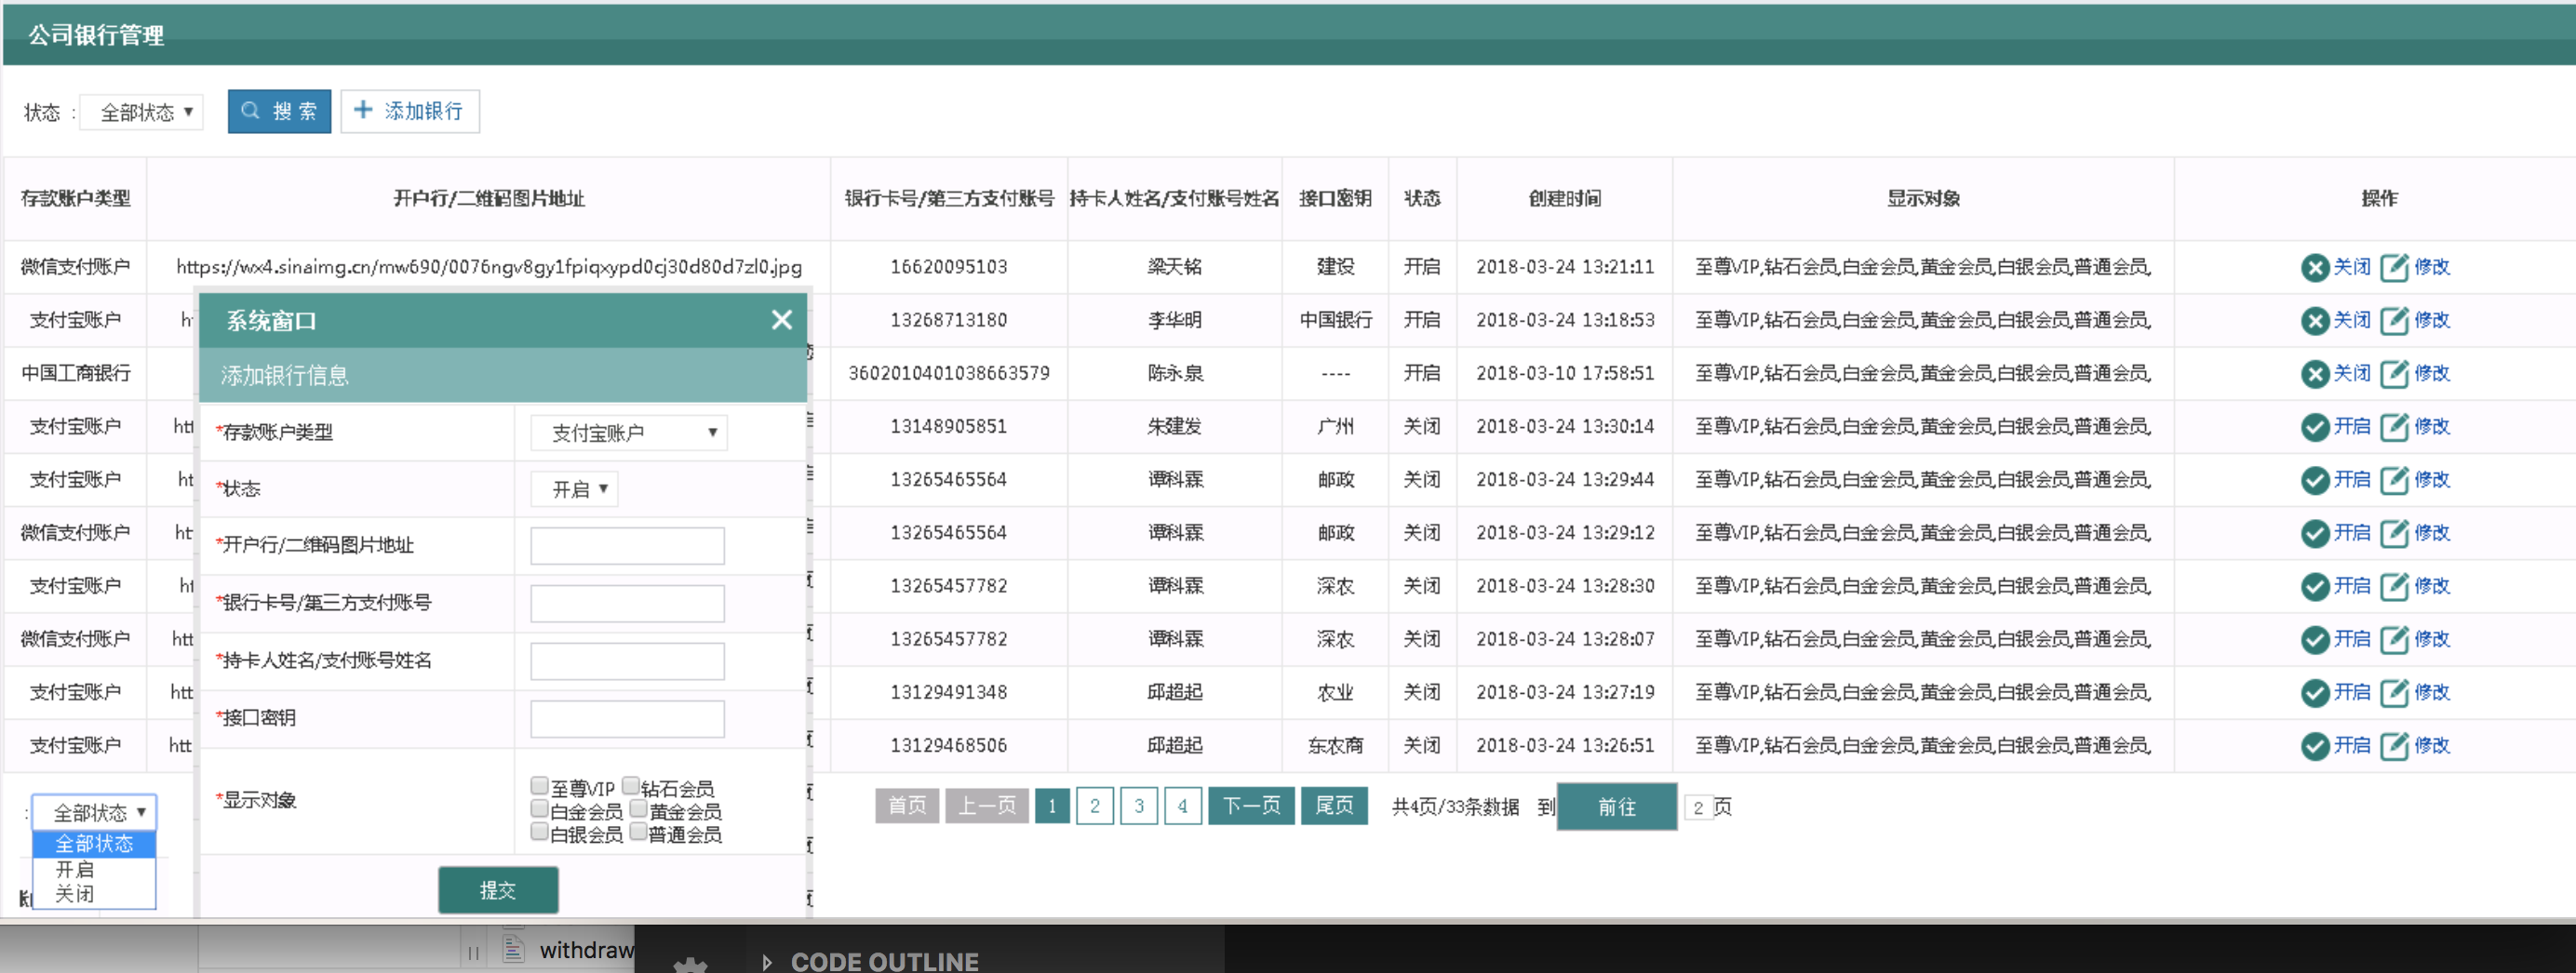 公司银行管理
状态 : 全部状态 搜 索 添加银行
存款账户类型 开户行/二维码图片地址 银行卡号/第三方支付账号 持卡人姓名/支付账号姓名 接口密钥 状态 创建时间 显示对象 操作
微信支付账户 https://wx4.sinaimg.cn/mw690/0076ngv8gy1fpiqxypd0cj30d80d7zl0.jpg 16620095103 梁天铭 建设 开启 2018-03-24 13:21:11 至尊VIP,钻石会员,白金会员,黄金会员,白银会员,普通会员, 关闭 修改
支付宝账户 13268713180 李华明 中国银行 开启 2018-03-24 13:18:53 至尊VIP,钻石会员,白金会员,黄金会员,白银会员,普通会员, 关闭 修改
中国工商银行 3602010401038663579 陈永泉 ---- 开启 2018-03-10 17:58:51 至尊VIP,钻石会员,白金会员,黄金会员,白银会员,普通会员, 关闭 修改
支付宝账户 htt 13148905851 朱建发 广州 关闭 2018-03-24 13:30:14 至尊VIP,钻石会员,白金会员,黄金会员,白银会员,普通会员, 开启 修改
支付宝账户 ht 13265465564 谭科霖 邮政 关闭 2018-03-24 13:29:44 至尊VIP,钻石会员,白金会员,黄金会员,白银会员,普通会员, 开启 修改
微信支付账户 ht 13265465564 谭科霖 邮政 关闭 2018-03-24 13:29:12 至尊VIP,钻石会员,白金会员,黄金会员,白银会员,普通会员, 开启 修改
支付宝账户 ht 13265457782 谭科霖 深农 关闭 2018-03-24 13:28:30 至尊VIP,钻石会员,白金会员,黄金会员,白银会员,普通会员, 开启 修改
微信支付账户 htt 13265457782 谭科霖 深农 关闭 2018-03-24 13:28:07 至尊VIP,钻石会员,白金会员,黄金会员,白银会员,普通会员, 开启 修改
支付宝账户 htt 13129491348 邱超起 农业 关闭 2018-03-24 13:27:19 至尊VIP,钻石会员,白金会员,黄金会员,白银会员,普通会员, 开启 修改
支付宝账户 htt 13129468506 邱超起 东农商 关闭 2018-03-24 13:26:51 至尊VIP,钻石会员,白金会员,黄金会员,白银会员,普通会员, 开启 修改
首页 上一页 1 2 3 4 下一页 尾页 共4页/33条数据 到 前往 2 页
系统窗口
添加银行信息
*存款账户类型 支付宝账户
*状态 开启
*开户行/二维码图片地址
*银行卡号/第三方支付账号
*持卡人姓名/支付账号姓名
*接口密钥
*显示对象
至尊VIP 钻石会员
白金会员 黄金会员
白银会员 普通会员
提交
: 全部状态
全部状态
开启
关闭
withdraw
CODE OUTLINE